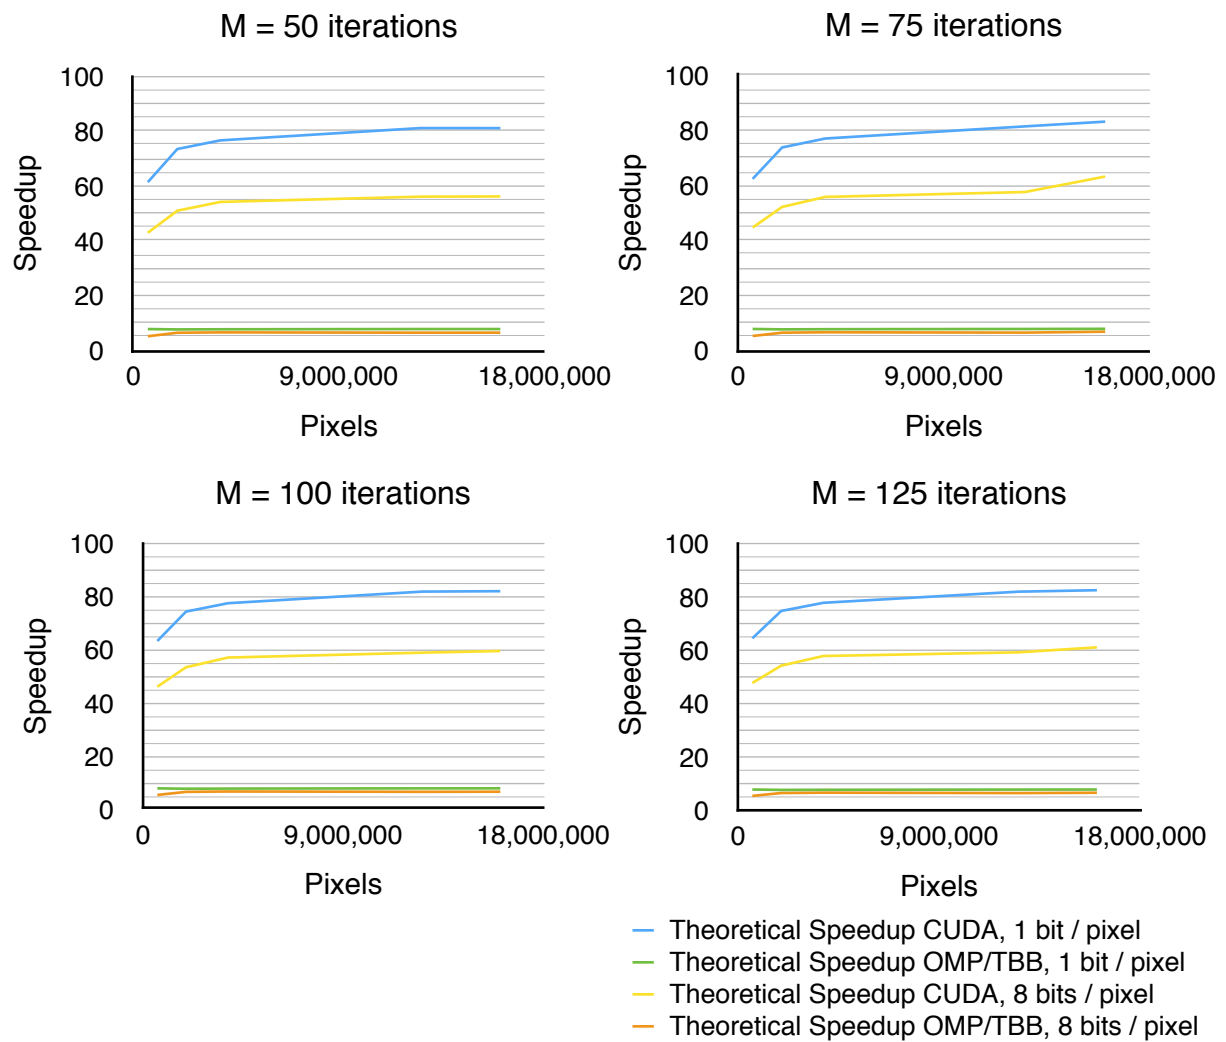 M = 50 iterations
100
80
60
40
20
0
Speedup
0 9,000,000 18,000,000
Pixels
M = 75 iterations
100
80
60
40
20
0
Speedup
0 9,000,000 18,000,000
Pixels
M = 100 iterations
100
80
60
40
20
0
Speedup
0 9,000,000 18,000,000
Pixels
M = 125 iterations
100
80
60
40
20
0
Speedup
0 9,000,000 18,000,000
Pixels
Theoretical Speedup CUDA, 1 bit / pixel
Theoretical Speedup OMP/TBB, 1 bit / pixel
Theoretical Speedup CUDA, 8 bits / pixel
Theoretical Speedup OMP/TBB, 8 bits / pixel